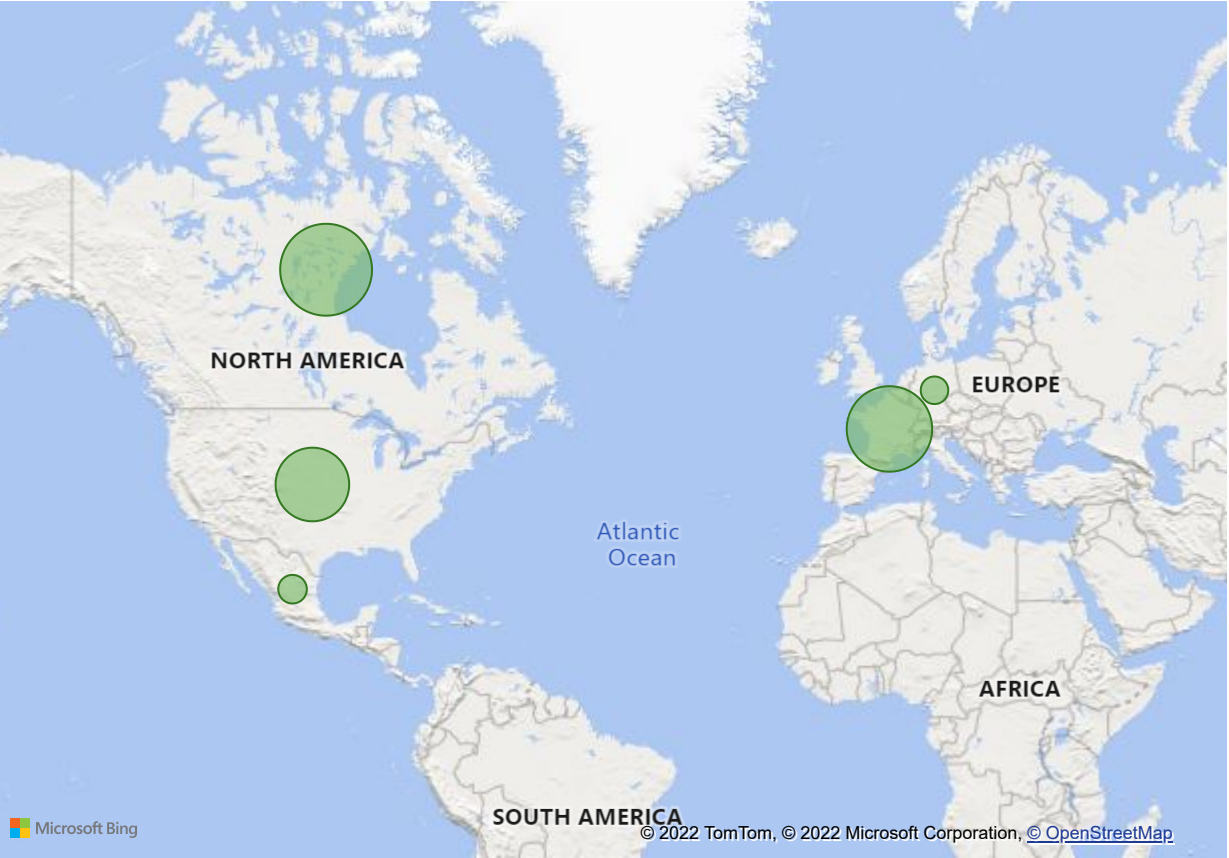 NORTH AMERICA
EUROPE
Atlantic
Ocean
AFRICA
SOUTH AMERICA
Microsoft Bing
© 2022 TomTom, © 2022 Microsoft Corporation, © OpenStreetMap